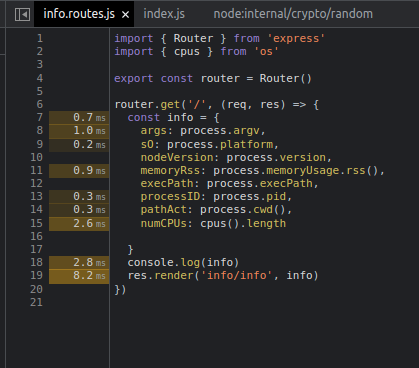 info.routes.js × index.js node:internal/crypto/random
1 import { Router } from 'express'
2 import { cpus } from 'os'
3
4 export const router = Router()
5
6 router.get('/', (req, res) => {
7 0.7 ms const info = {
8 1.0 ms args: process.argv,
9 0.2 ms sO: process.platform,
10 nodeVersion: process.version,
11 0.9 ms memoryRss: process.memoryUsage.rss(),
12 execPath: process.execPath,
13 0.3 ms processID: process.pid,
14 0.3 ms pathAct: process.cwd(),
15 2.6 ms numCPUs: cpus().length
16
17 }
18 2.8 ms console.log(info)
19 8.2 ms res.render('info/info', info)
20 })
21